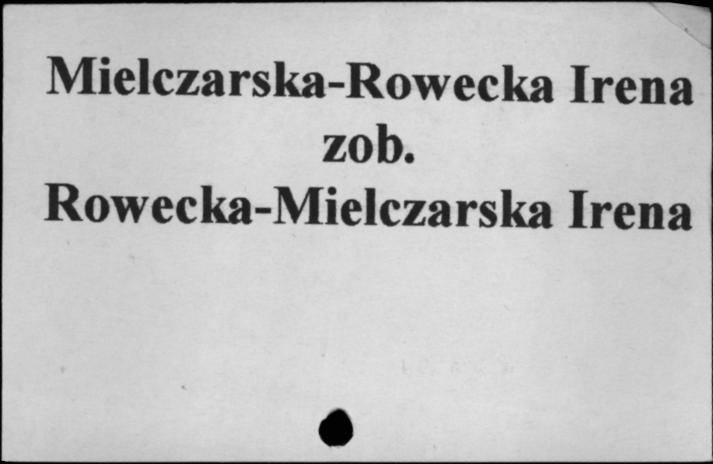 Mielczarska-Rowecka Irena
zob.
Rowecka-Mielczarska Irena